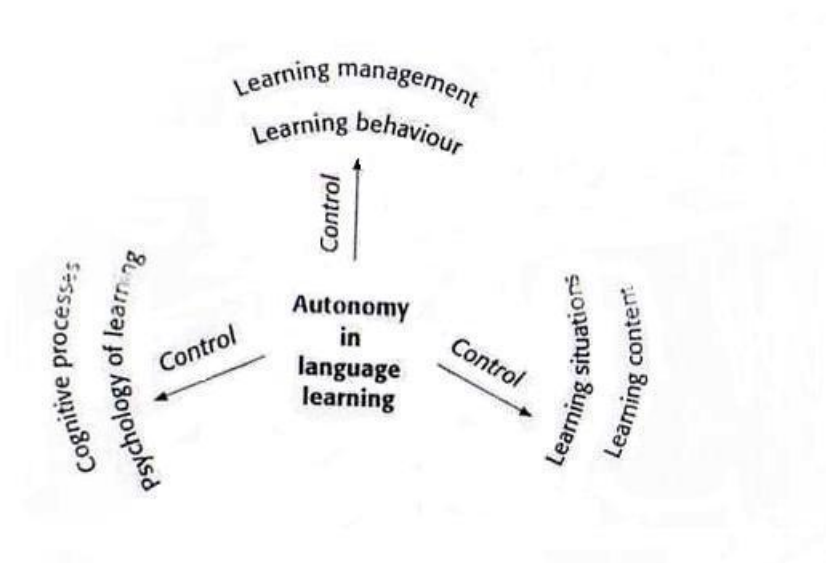 Learning management
Learning behaviour
Control
Cognitive processes
Psychology of learning
Control
Autonomy
in
language
learning
Control
Learning situations
Learning content